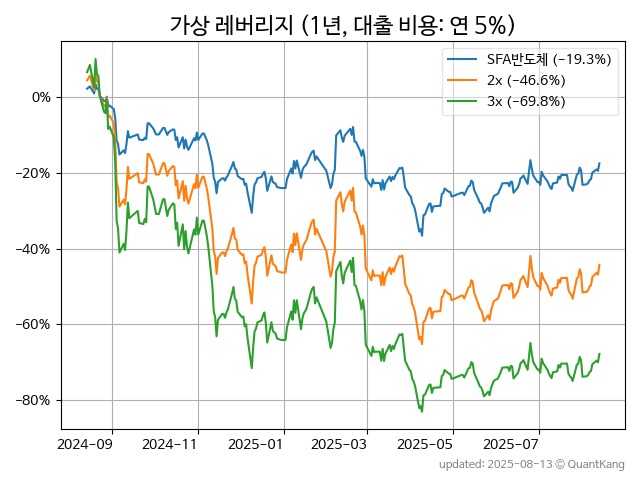 가상 레버리지 (1년, 대출 비용: 연 5%)
SFA반도체 (−19.3%)
2x (−46.6%)
3x (−69.8%)
0%
−20%
−40%
−60%
−80%
2024-09
2024-11
2025-01
2025-03
2025-05
2025-07
updated: 2025-08-13 © QuantKang